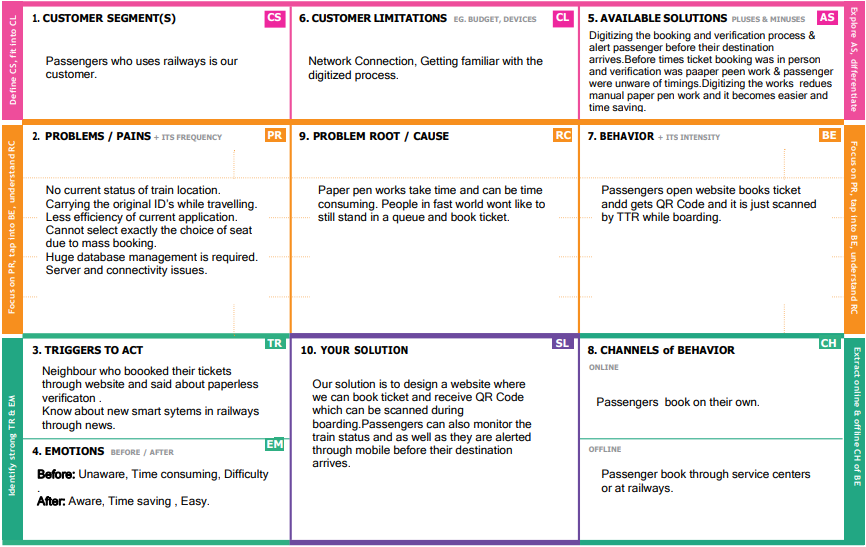 Define CS, fit into CL
1. CUSTOMER SEGMENT(S)
CS
Passengers who uses railways is our
customer.
6. CUSTOMER LIMITATIONS EG. BUDGET, DEVICES
CL
Network Connection, Getting familiar with the
digitized process.
5. AVAILABLE SOLUTIONS PLUSES & MINUSES
AS
Digitizing the booking and verification process &
alert passenger before their destination
arrives.Before times ticket booking was in person
and verification was paaper peen work & passenger
were unware of timings.Digitizing the works redues
manual paper pen work and it becomes easier and
time saving.
Explore AS, differentiate
Focus on PR, tap into BE, understand RC
2. PROBLEMS / PAINS + ITS FREQUENCY
PR
No current status of train location.
Carrying the original ID's while travelling.
Less efficiency of current application.
Cannot select exactly the choice of seat
due to mass booking.
Huge database management is required.
Server and connectivity issues.
9. PROBLEM ROOT / CAUSE
RC
Paper pen works take time and can be time
consuming. People in fast world wont like to
still stand in a queue and book ticket.
7. BEHAVIOR + ITS INTENSITY
BE
Passengers open website books ticket
andd gets QR Code and it is just scanned
by TTR while boarding.
Focus on PR, tap into BE, understand RC
Identify strong TR & EM
3. TRIGGERS TO ACT
TR
Neighbour who boooked their tickets
through website and said about paperless
verificaton .
Know about new smart sytems in railways
through news.
4. EMOTIONS BEFORE / AFTER
EM
Before: Unaware, Time consuming, Difficulty
.
After: Aware, Time saving , Easy.
10. YOUR SOLUTION
SL
Our solution is to design a website where
we can book ticket and receive QR Code
which can be scanned during
boarding.Passengers can also monitor the
train status and as well as they are alerted
through mobile before their destination
arrives.
8. CHANNELS of BEHAVIOR
CH
ONLINE
Passengers book on their own.
OFFLINE
Passenger book through service centers
or at railways.
Extract online & offline CH of BE